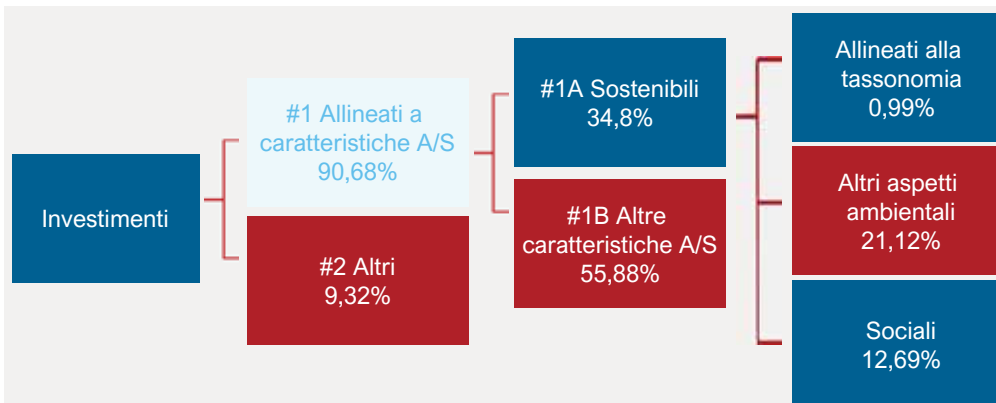 Investimenti
#1 Allineati a
caratteristiche A/S
90,68%
#2 Altri
9,32%
#1A Sostenibili
34,8%
#1B Altre
caratteristiche A/S
55,88%
Allineati alla
tassonomia
0,99%
Altri aspetti
ambientali
21,12%
Sociali
12,69%